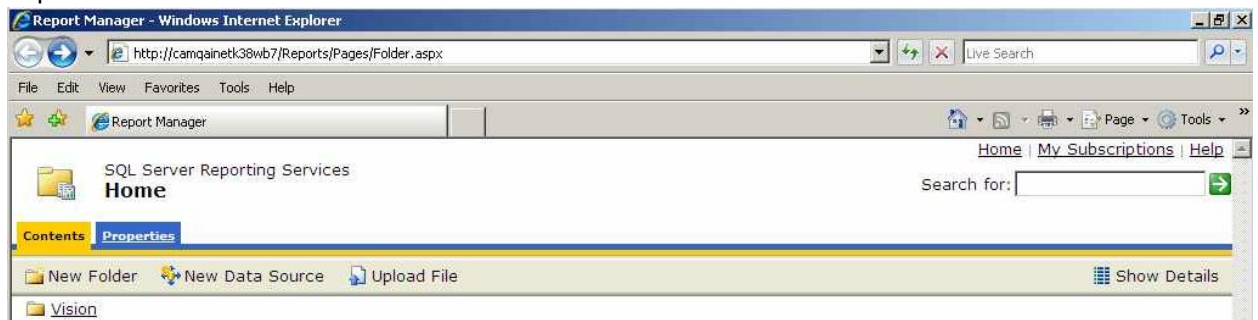 Report Manager - Windows Internet Explorer
http://camqainetk38wb7/Reports/Pages/Folder.aspx
Live Search
File Edit View Favorites Tools Help
Report Manager
Page Tools
Home | My Subscriptions | Help
SQL Server Reporting Services
Home
Search for:
Contents Properties
New Folder New Data Source Upload File Show Details
Vision